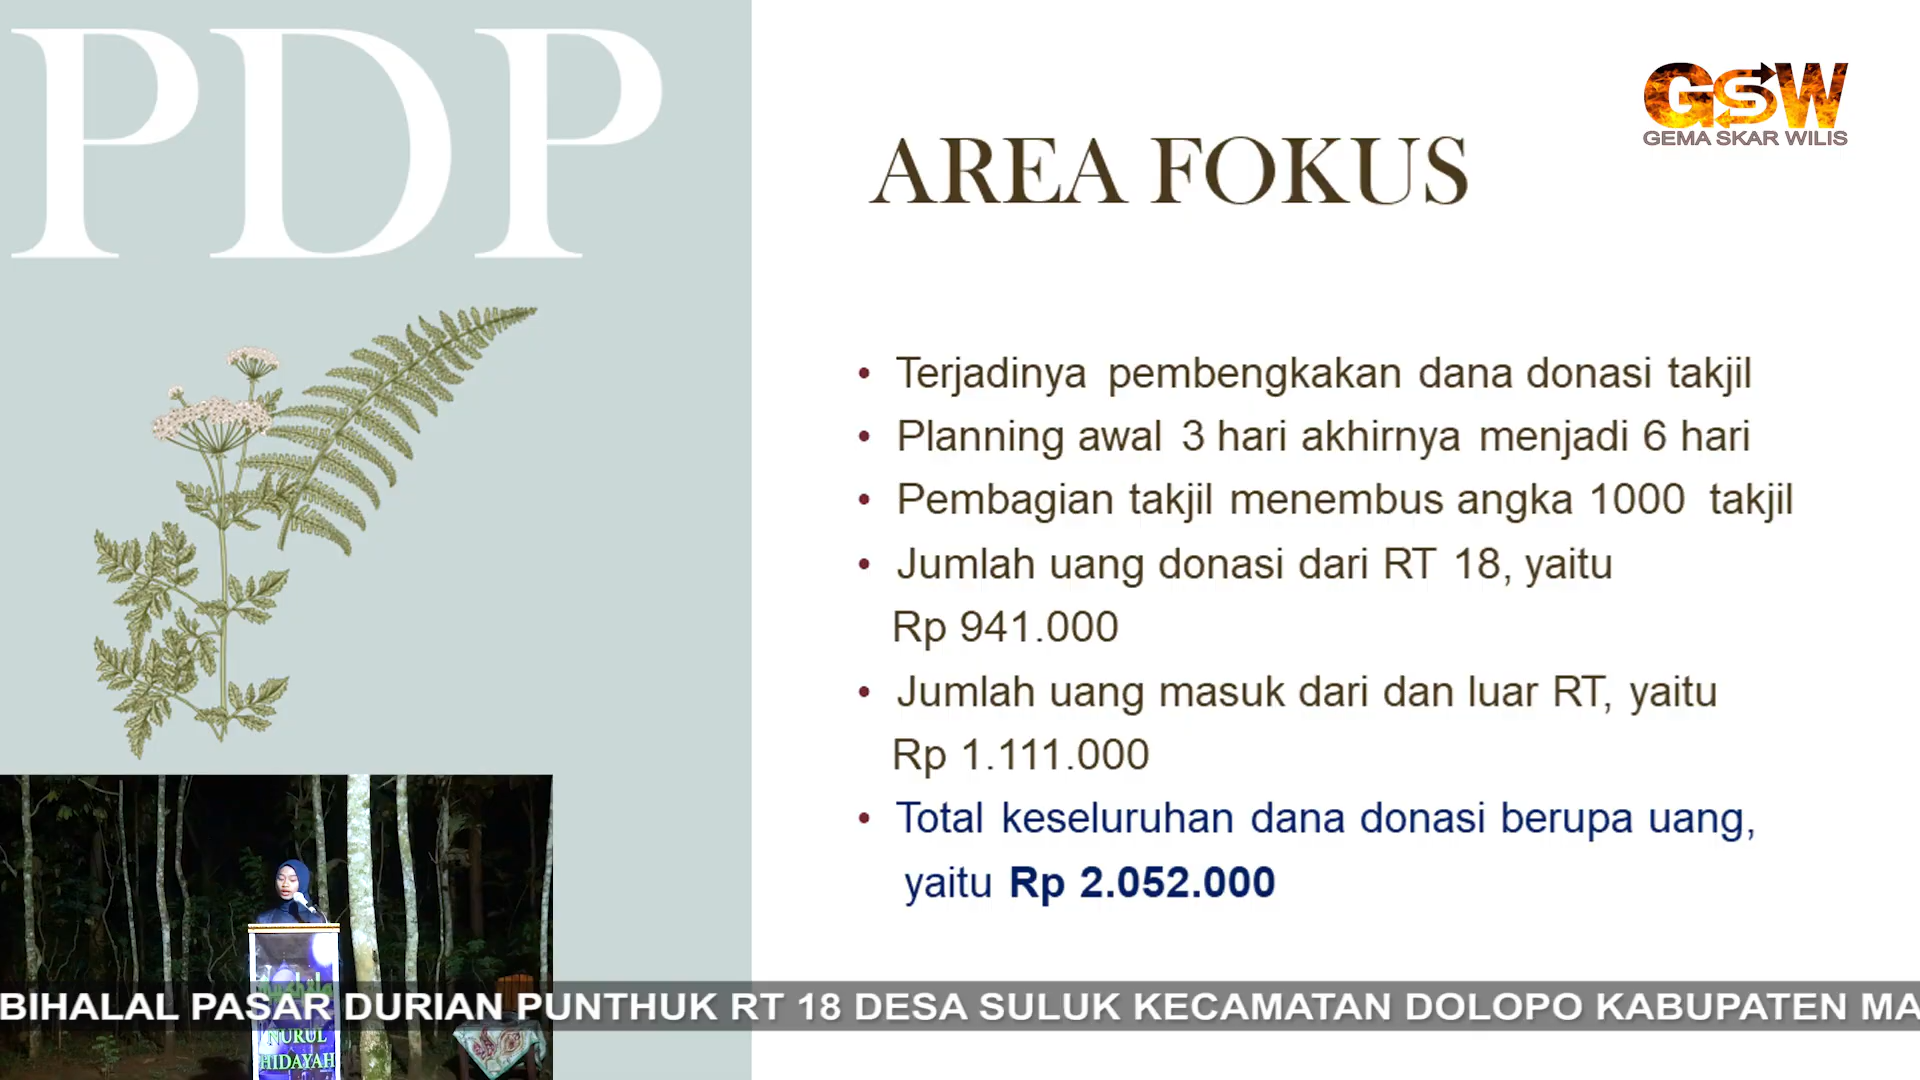 PDP
GSW
GEMA SKAR WILIS
AREA FOKUS
• Terjadinya pembengkakan dana donasi takjil
• Planning awal 3 hari akhirnya menjadi 6 hari
• Pembagian takjil menembus angka 1000 takjil
• Jumlah uang donasi dari RT 18, yaitu
Rp 941.000
• Jumlah uang masuk dari dan luar RT, yaitu
Rp 1.111.000
• Total keseluruhan dana donasi berupa uang,
yaitu Rp 2.052.000
BIHALAL PASAR DURIAN PUNTHUK RT 18 DESA SULUK KECAMATAN DOLOPO KABUPATEN MA
NURUL
HIDAYAH